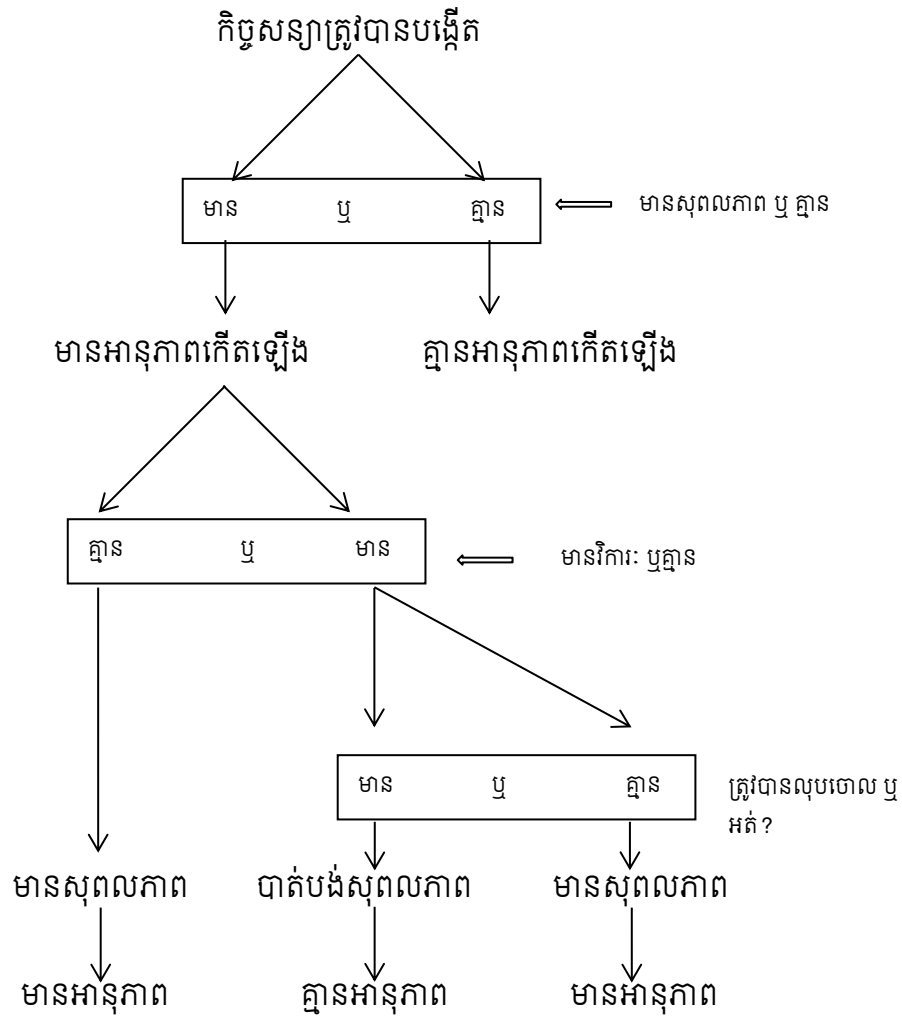 កិច្ចសន្យាត្រូវបានបង្កើត
មាន ឬ គ្មាន
មានសុពលភាព ឬ គ្មាន
មានអានុភាពកើតឡើង គ្មានអានុភាពកើតឡើង
គ្មាន ឬ មាន
មានវិការៈ ឬគ្មាន
មាន ឬ គ្មាន
ត្រូវបានលុបចោល ឬ
អត់?
មានសុពលភាព បាត់បង់សុពលភាព មានសុពលភាព
មានអានុភាព គ្មានអានុភាព មានអានុភាព